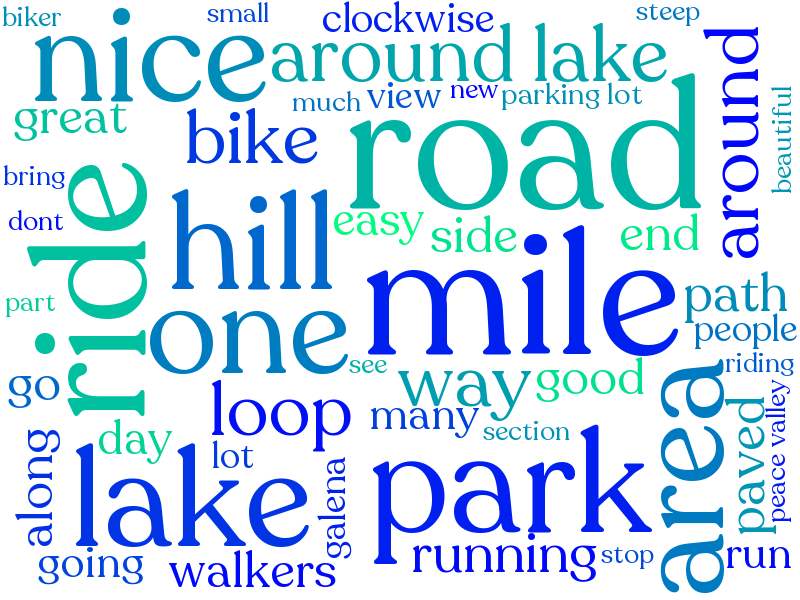 biker
small
clockwise
steep
nice
around lake
around
great
much
view
new
parking lot
beautiful
bike
road
bring
ride
hill
easy
side
end
dont
mile
part
one
path
people
see
riding
go
way
good
area
loop
many
paved
peace valley
along
day
lot
section
lake
galena
park
going
walkers
running
stop
run